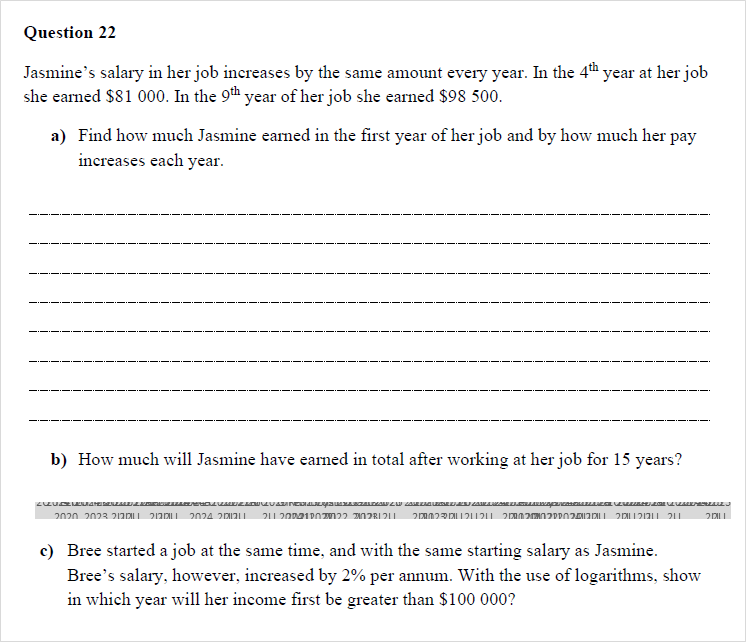 Question 22
Jasmine's salary in her job increases by the same amount every year. In the 4th year at her job
she earned $81 000. In the 9th year of her job she earned $98 500.
a) Find how much Jasmine earned in the first year of her job and by how much her pay
increases each year.
b) How much will Jasmine have earned in total after working at her job for 15 years?
c) Bree started a job at the same time, and with the same starting salary as Jasmine.
Bree's salary, however, increased by 2% per annum. With the use of logarithms, show
in which year will her income first be greater than $100 000?